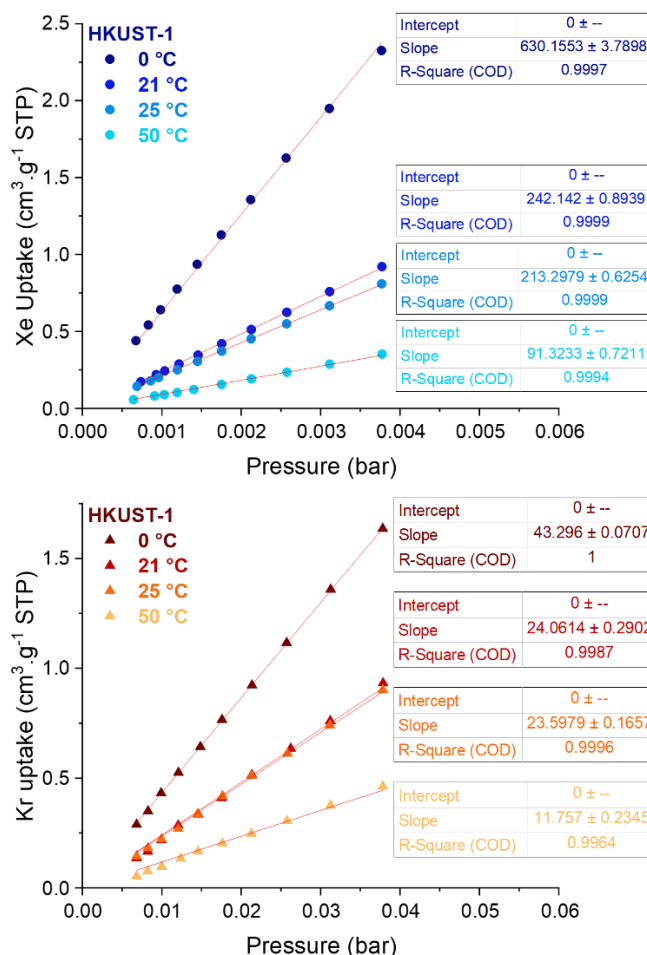 HKUST-1
0 °C
21 °C
25 °C
50 °C
Xe Uptake (cm³.g⁻¹ STP)
2.5
2.0
1.5
1.0
0.5
0.0
0.000 0.001 0.002 0.003 0.004 0.005 0.006
Pressure (bar)
Intercept 0 ± --
Slope 630.1553 ± 3.7898
R-Square (COD) 0.9997
Intercept 0 ± --
Slope 242.142 ± 0.8939
R-Square (COD) 0.9999
Intercept 0 ± --
Slope 213.2979 ± 0.6254
R-Square (COD) 0.9999
Intercept 0 ± --
Slope 91.3233 ± 0.7211
R-Square (COD) 0.9994
HKUST-1
0 °C
21 °C
25 °C
50 °C
Kr uptake (cm³.g⁻¹ STP)
1.5
1.0
0.5
0.0
0.00 0.01 0.02 0.03 0.04 0.05 0.06
Pressure (bar)
Intercept 0 ± --
Slope 43.296 ± 0.0707
R-Square (COD) 1
Intercept 0 ± --
Slope 24.0614 ± 0.2902
R-Square (COD) 0.9987
Intercept 0 ± --
Slope 23.5979 ± 0.1657
R-Square (COD) 0.9996
Intercept 0 ± --
Slope 11.757 ± 0.2345
R-Square (COD) 0.9964